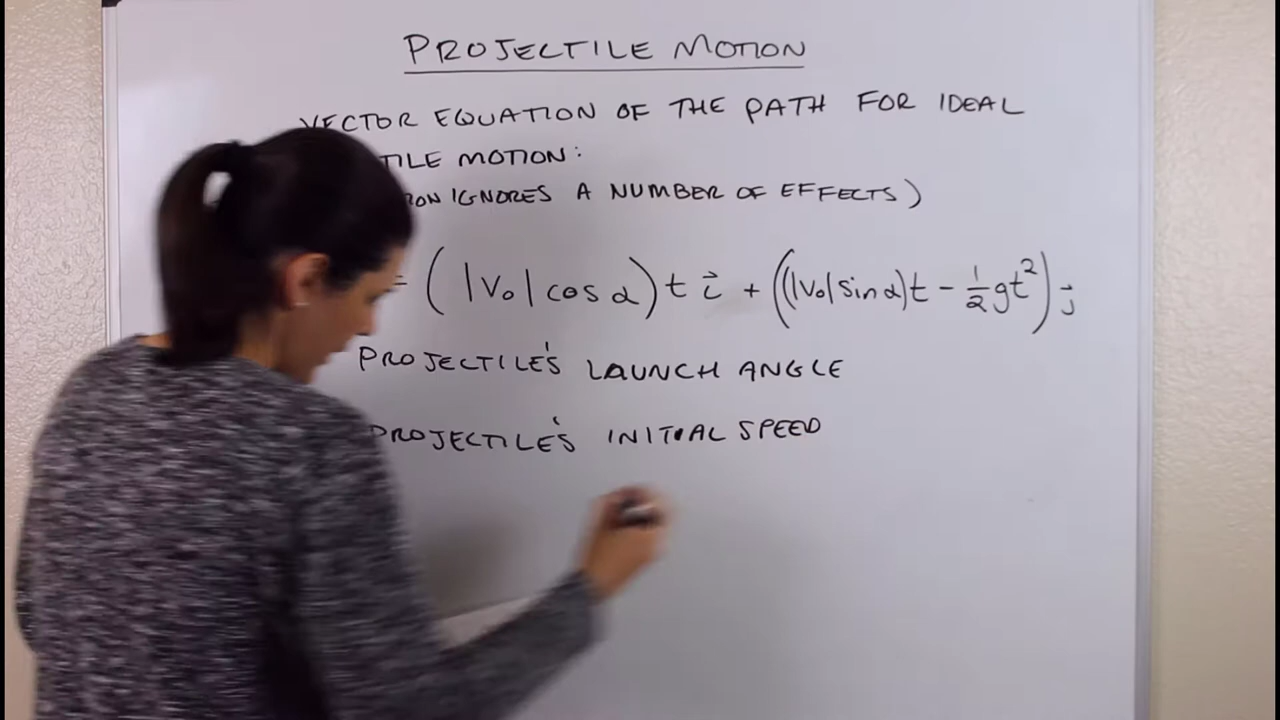 PROJECTILE MOTION
VECTOR EQUATION OF THE PATH FOR IDEAL
TILE MOTION:
ON IGNORES A NUMBER OF EFFECTS)
= (|V₀| cos α) t i⃗ + ((|V₀| sin α)t - ½gt²) j⃗
PROJECTILE'S LAUNCH ANGLE
PROJECTILE'S INITIAL SPEED